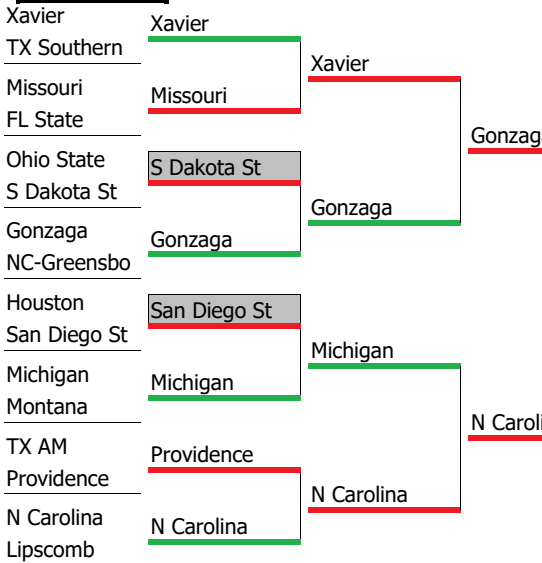 Xavier
TX Southern
Missouri
FL State
Ohio State
S Dakota St
Gonzaga
NC-Greensbo
Houston
San Diego St
Michigan
Montana
TX AM
Providence
N Carolina
Lipscomb
Xavier
Missouri
S Dakota St
Gonzaga
San Diego St
Michigan
Providence
N Carolina
Xavier
Gonzaga
Michigan
N Carolina
Gonzag
N Caroli